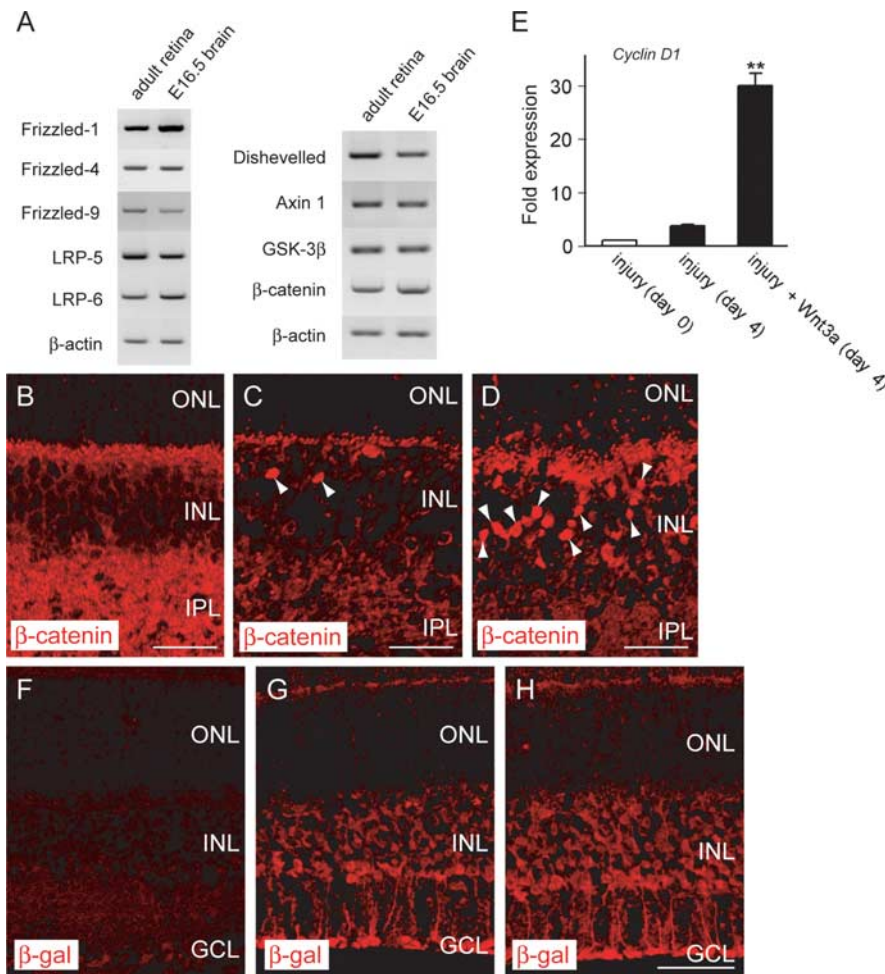 A
adult retina
E16.5 brain
Frizzled-1
Frizzled-4
Frizzled-9
LRP-5
LRP-6
β-actin
adult retina
E16.5 brain
Dishevelled
Axin 1
GSK-3β
β-catenin
β-actin
E
Cyclin D1
**
Fold expression
30
20
10
0
injury (day 0)
injury (day 4)
injury + Wnt3a (day 4)
B
ONL
INL
IPL
β-catenin
C
ONL
INL
IPL
β-catenin
D
ONL
INL
IPL
β-catenin
F
ONL
INL
GCL
β-gal
G
ONL
INL
GCL
β-gal
H
ONL
INL
GCL
β-gal